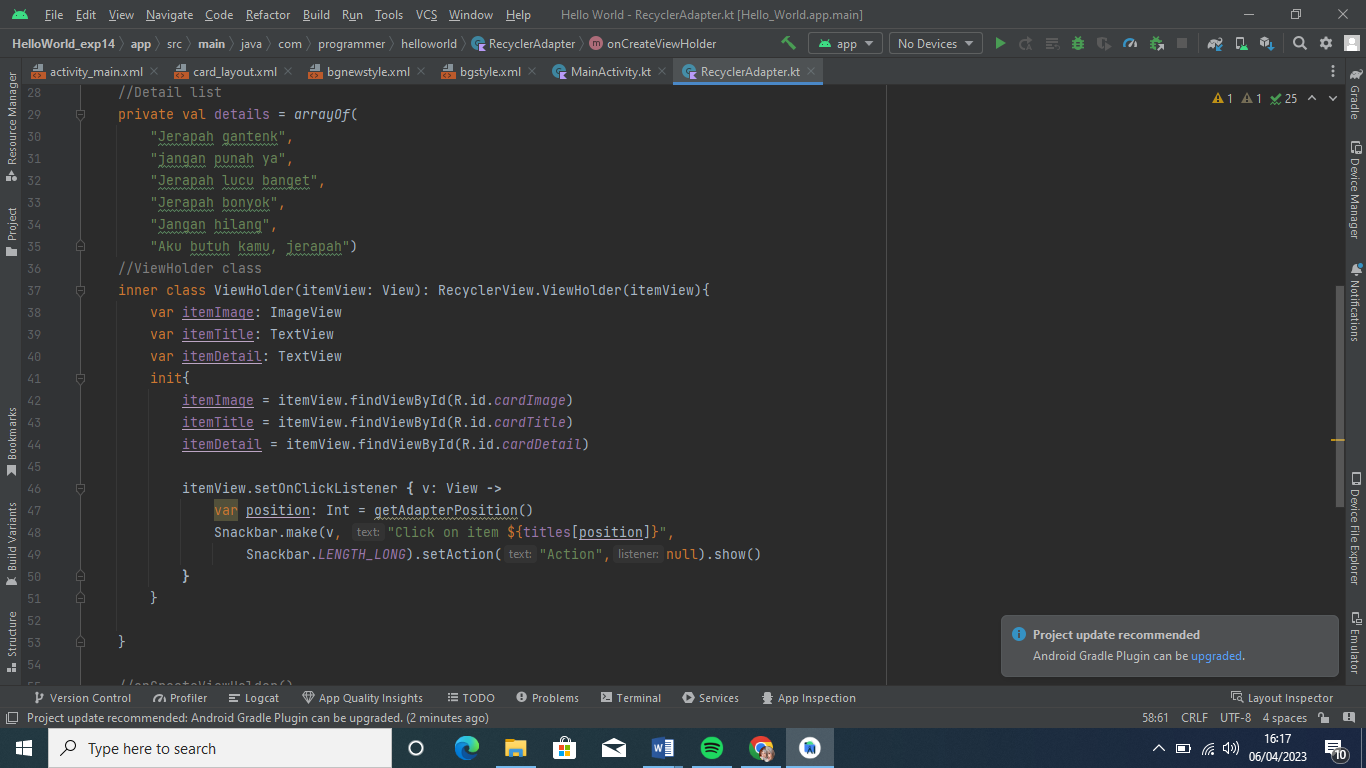 File Edit View Navigate Code Refactor Build Run Tools VCS Window Help Hello World - RecyclerAdapter.kt [Hello_World.app.main]
HelloWorld_exp14 app src main java com programmer helloworld RecyclerAdapter onCreateViewHolder app No Devices
activity_main.xml card_layout.xml bgnewstyle.xml bgstyle.xml MainActivity.kt RecyclerAdapter.kt
Resource Manager
Project
Bookmarks
Build Variants
Structure
1 1 25
28 //Detail list
29 private val details = arrayOf(
30 "Jerapah gantenk",
31 "jangan punah ya",
32 "Jerapah lucu banget",
33 "Jerapah bonyok",
34 "Jangan hilang",
35 "Aku butuh kamu, jerapah")
36 //ViewHolder class
37 inner class ViewHolder(itemView: View): RecyclerView.ViewHolder(itemView){
38 var itemImage: ImageView
39 var itemTitle: TextView
40 var itemDetail: TextView
41 init{
42 itemImage = itemView.findViewById(R.id.cardImage)
43 itemTitle = itemView.findViewById(R.id.cardTitle)
44 itemDetail = itemView.findViewById(R.id.cardDetail)
45
46 itemView.setOnClickListener { v: View ->
47 var position: Int = getAdapterPosition()
48 Snackbar.make(v, text: "Click on item ${titles[position]}",
49 Snackbar.LENGTH_LONG).setAction( text: "Action", listener: null).show()
50 }
51 }
52
53 }
54
55 //onCreateViewHolder()
Gradle
Device Manager
Notifications
Device File Explorer
Emulator
Project update recommended
Android Gradle Plugin can be upgraded.
Version Control Profiler Logcat App Quality Insights TODO Problems Terminal Services App Inspection Layout Inspector
Project update recommended: Android Gradle Plugin can be upgraded. (2 minutes ago) 58:61 CRLF UTF-8 4 spaces
Type here to search
16:17
06/04/2023
10